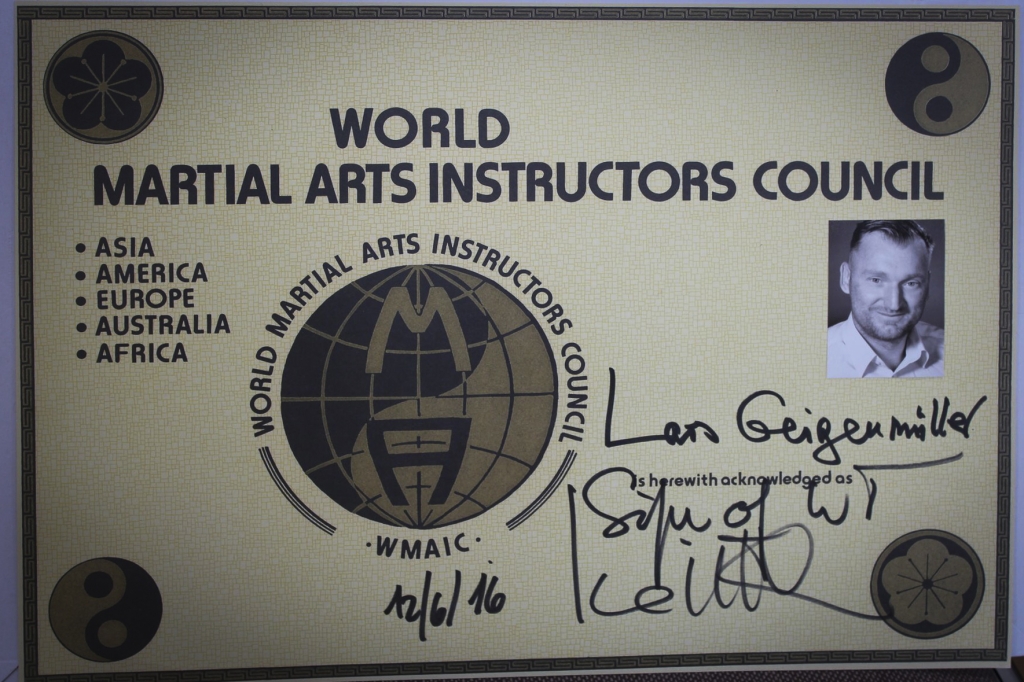 WORLD
MARTIAL ARTS INSTRUCTORS COUNCIL
• ASIA
• AMERICA
• EUROPE
• AUSTRALIA
• AFRICA
WORLD MARTIAL ARTS INSTRUCTORS COUNCIL
M
A
·WMAIC·
12/6/16
Lars Geigenmüller
is herewith acknowledged as
Sifu of WT